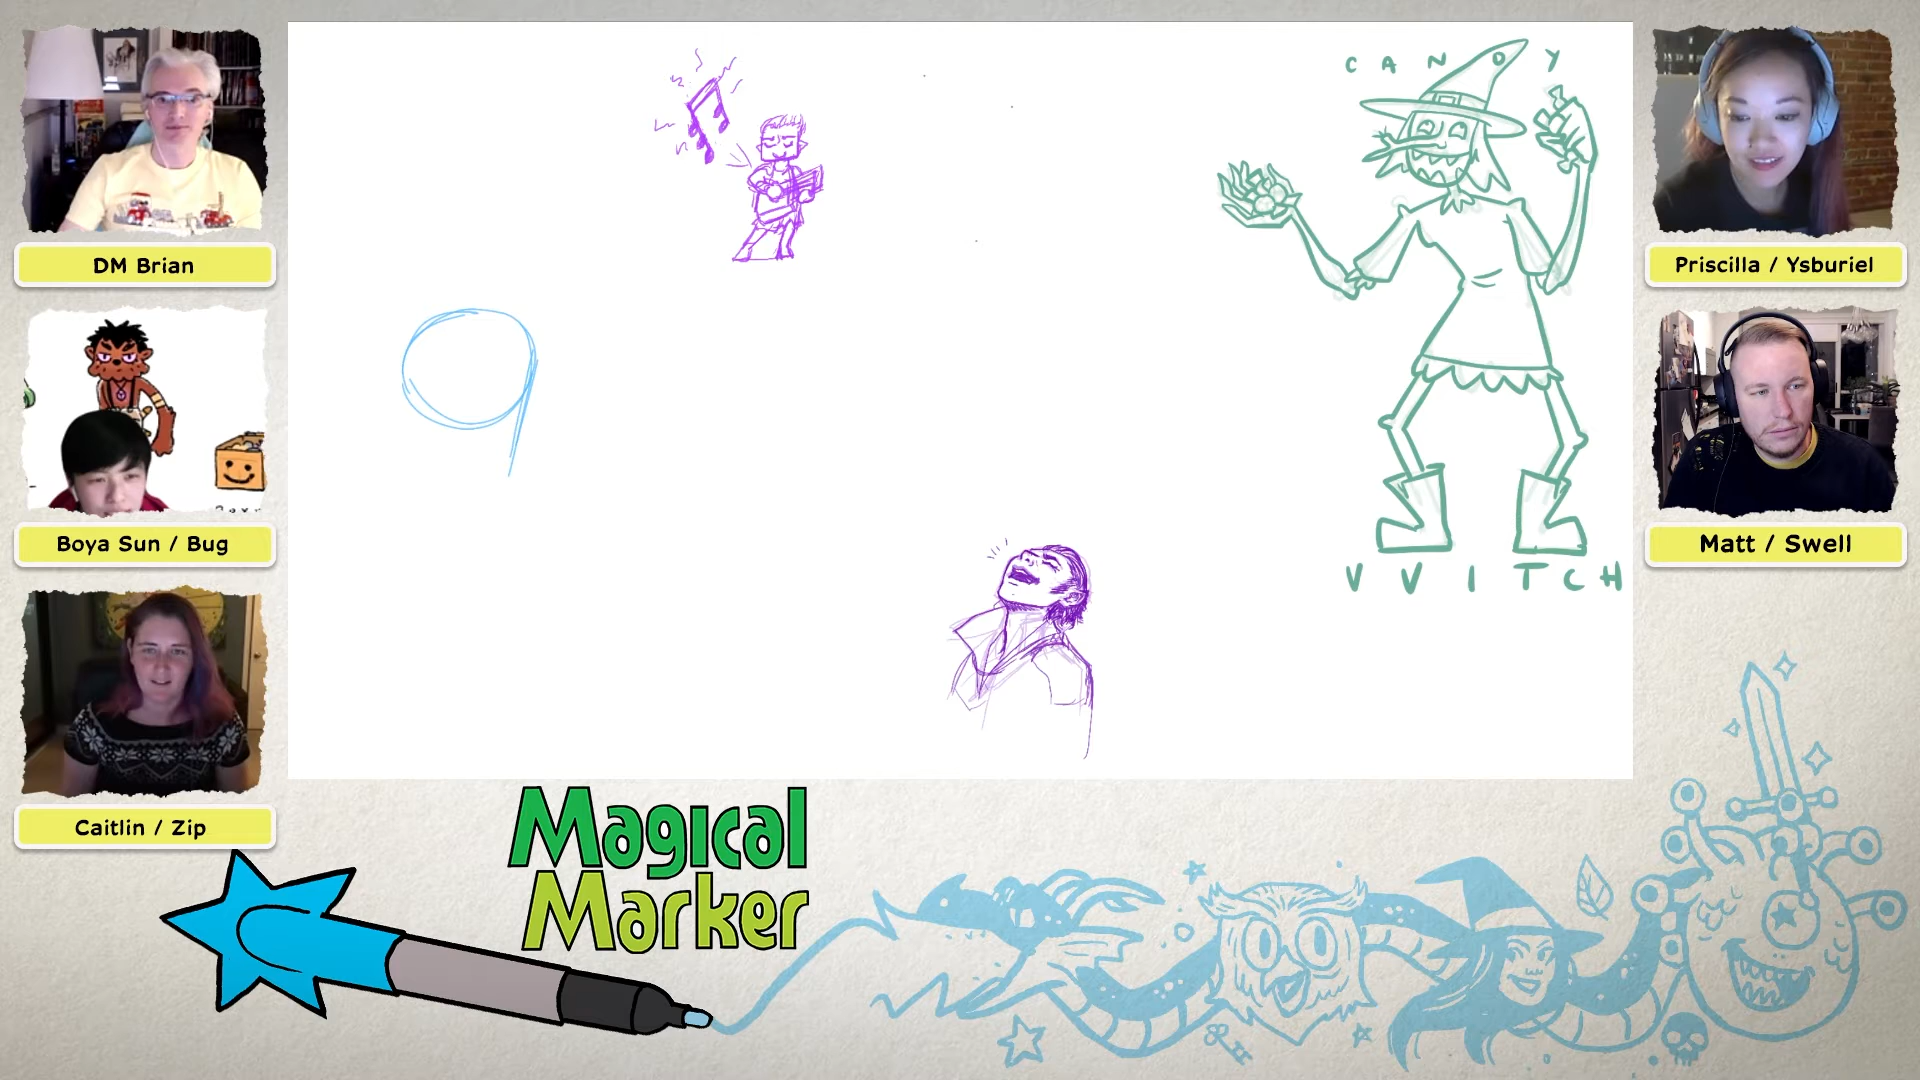 DM Brian
Boya Sun / Bug
Caitlin / Zip
CANDY
VVITCH
Priscilla / Ysburiel
Matt / Swell
Magical
Marker